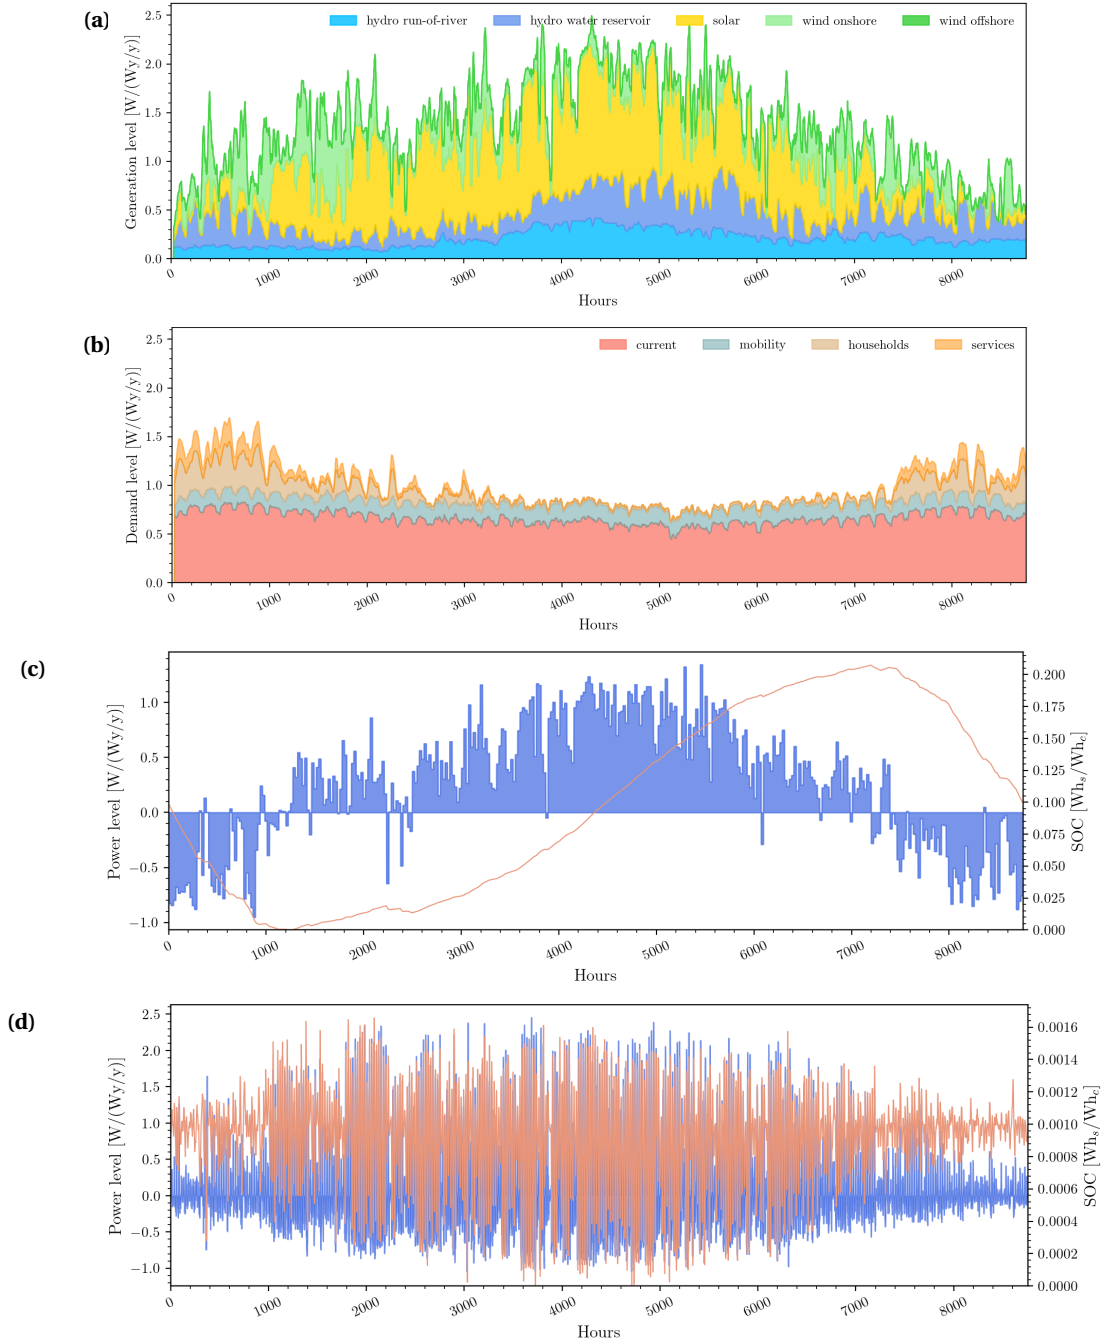 (a)
hydro run-of-river hydro water reservoir solar wind onshore wind offshore
Generation level [W/(Wy/y)]
2.5
2.0
1.5
1.0
0.5
0.0
0 1000 2000 3000 4000 5000 6000 7000 8000
Hours
(b)
current mobility households services
Demand level [W/(Wy/y)]
2.5
2.0
1.5
1.0
0.5
0.0
0 1000 2000 3000 4000 5000 6000 7000 8000
Hours
(c)
Power level [W/(Wy/y)]
1.0
0.5
0.0
−0.5
−1.0
0.200
0.175
0.150
0.125
0.100
0.075
0.050
0.025
0.000
SOC [Whₛ/Wh꜀]
0 1000 2000 3000 4000 5000 6000 7000 8000
Hours
(d)
Power level [W/(Wy/y)]
2.5
2.0
1.5
1.0
0.5
0.0
−0.5
−1.0
0.0016
0.0014
0.0012
0.0010
0.0008
0.0006
0.0004
0.0002
0.0000
SOC [Whₛ/Wh꜀]
0 1000 2000 3000 4000 5000 6000 7000 8000
Hours